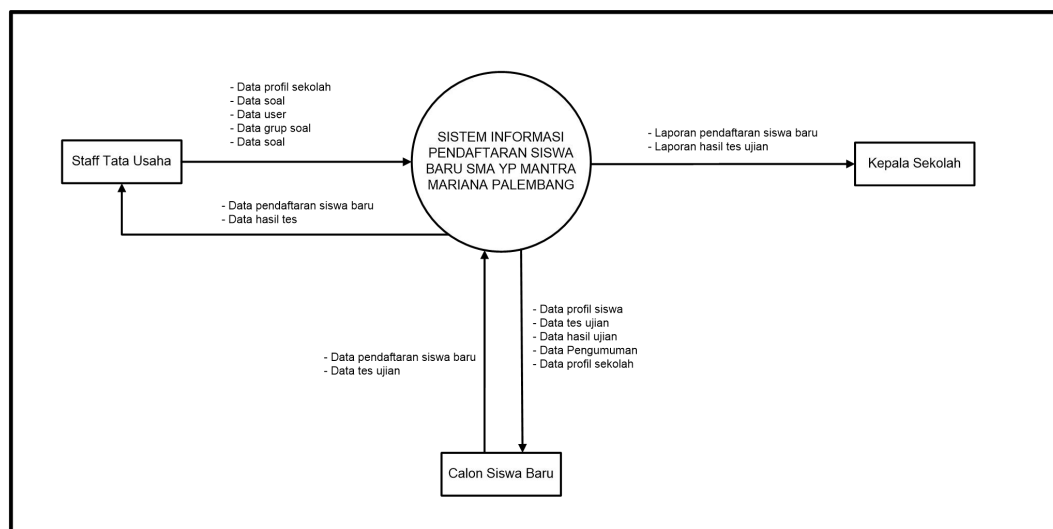 - Data profil sekolah
- Data soal
- Data user
- Data grup soal
- Data soal
Staff Tata Usaha
SISTEM INFORMASI
PENDAFTARAN SISWA
BARU SMA YP MANTRA
MARIANA PALEMBANG
- Laporan pendaftaran siswa baru
- Laporan hasil tes ujian
Kepala Sekolah
- Data pendaftaran siswa baru
- Data hasil tes
- Data pendaftaran siswa baru
- Data tes ujian
- Data profil siswa
- Data tes ujian
- Data hasil ujian
- Data Pengumuman
- Data profil sekolah
Calon Siswa Baru